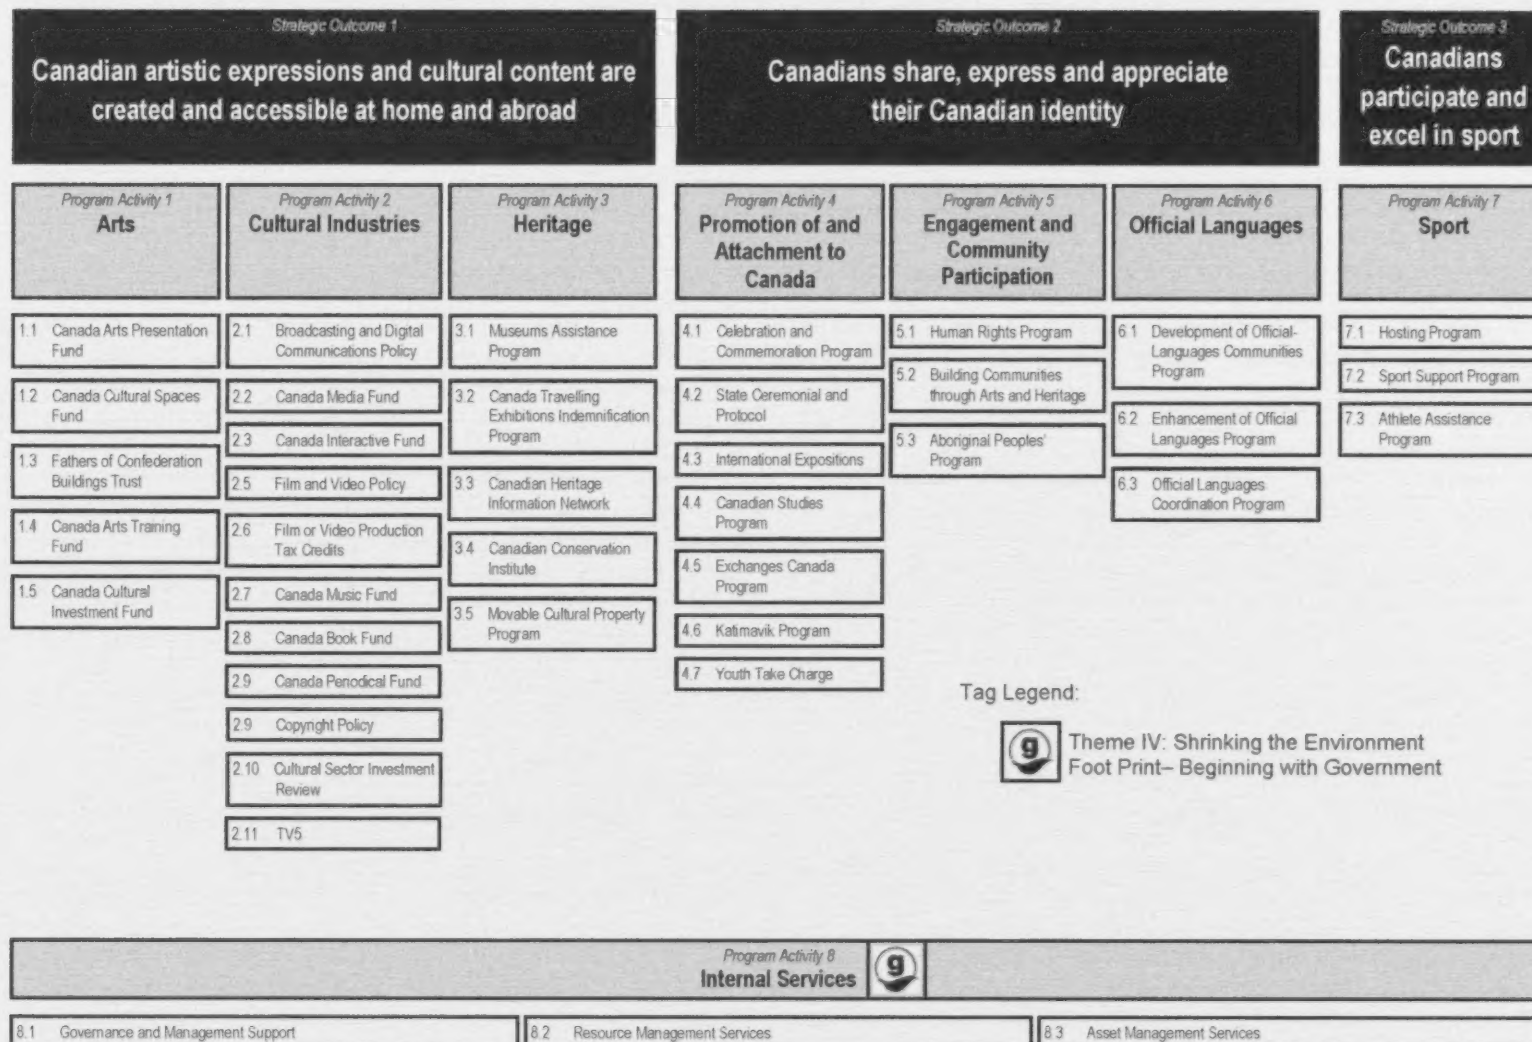 Strategic Outcome 1
Canadian artistic expressions and cultural content are
created and accessible at home and abroad
Strategic Outcome 2
Canadians share, express and appreciate
their Canadian identity
Strategic Outcome 3
Canadians
participate and
excel in sport
Program Activity 1
Arts
Program Activity 2
Cultural Industries
Program Activity 3
Heritage
Program Activity 4
Promotion of and
Attachment to
Canada
Program Activity 5
Engagement and
Community
Participation
Program Activity 6
Official Languages
Program Activity 7
Sport
1.1 Canada Arts Presentation
Fund
1.2 Canada Cultural Spaces
Fund
1.3 Fathers of Confederation
Buildings Trust
1.4 Canada Arts Training
Fund
1.5 Canada Cultural
Investment Fund
2.1 Broadcasting and Digital
Communications Policy
2.2 Canada Media Fund
2.3 Canada Interactive Fund
2.5 Film and Video Policy
2.6 Film or Video Production
Tax Credits
2.7 Canada Music Fund
2.8 Canada Book Fund
2.9 Canada Periodical Fund
2.9 Copyright Policy
2.10 Cultural Sector Investment
Review
2.11 TV5
3.1 Museums Assistance
Program
3.2 Canada Travelling
Exhibitions Indemnification
Program
3.3 Canadian Heritage
Information Network
3.4 Canadian Conservation
Institute
3.5 Movable Cultural Property
Program
4.1 Celebration and
Commemoration Program
4.2 State Ceremonial and
Protocol
4.3 International Expositions
4.4 Canadian Studies
Program
4.5 Exchanges Canada
Program
4.6 Katimavik Program
4.7 Youth Take Charge
5.1 Human Rights Program
5.2 Building Communities
through Arts and Heritage
5.3 Aboriginal Peoples'
Program
6.1 Development of Official-
Languages Communities
Program
6.2 Enhancement of Official
Languages Program
6.3 Official Languages
Coordination Program
7.1 Hosting Program
7.2 Sport Support Program
7.3 Athlete Assistance
Program
Tag Legend:
g
Theme IV: Shrinking the Environment
Foot Print– Beginning with Government
Program Activity 8
Internal Services
g
8.1 Governance and Management Support
8.2 Resource Management Services
8.3 Asset Management Services